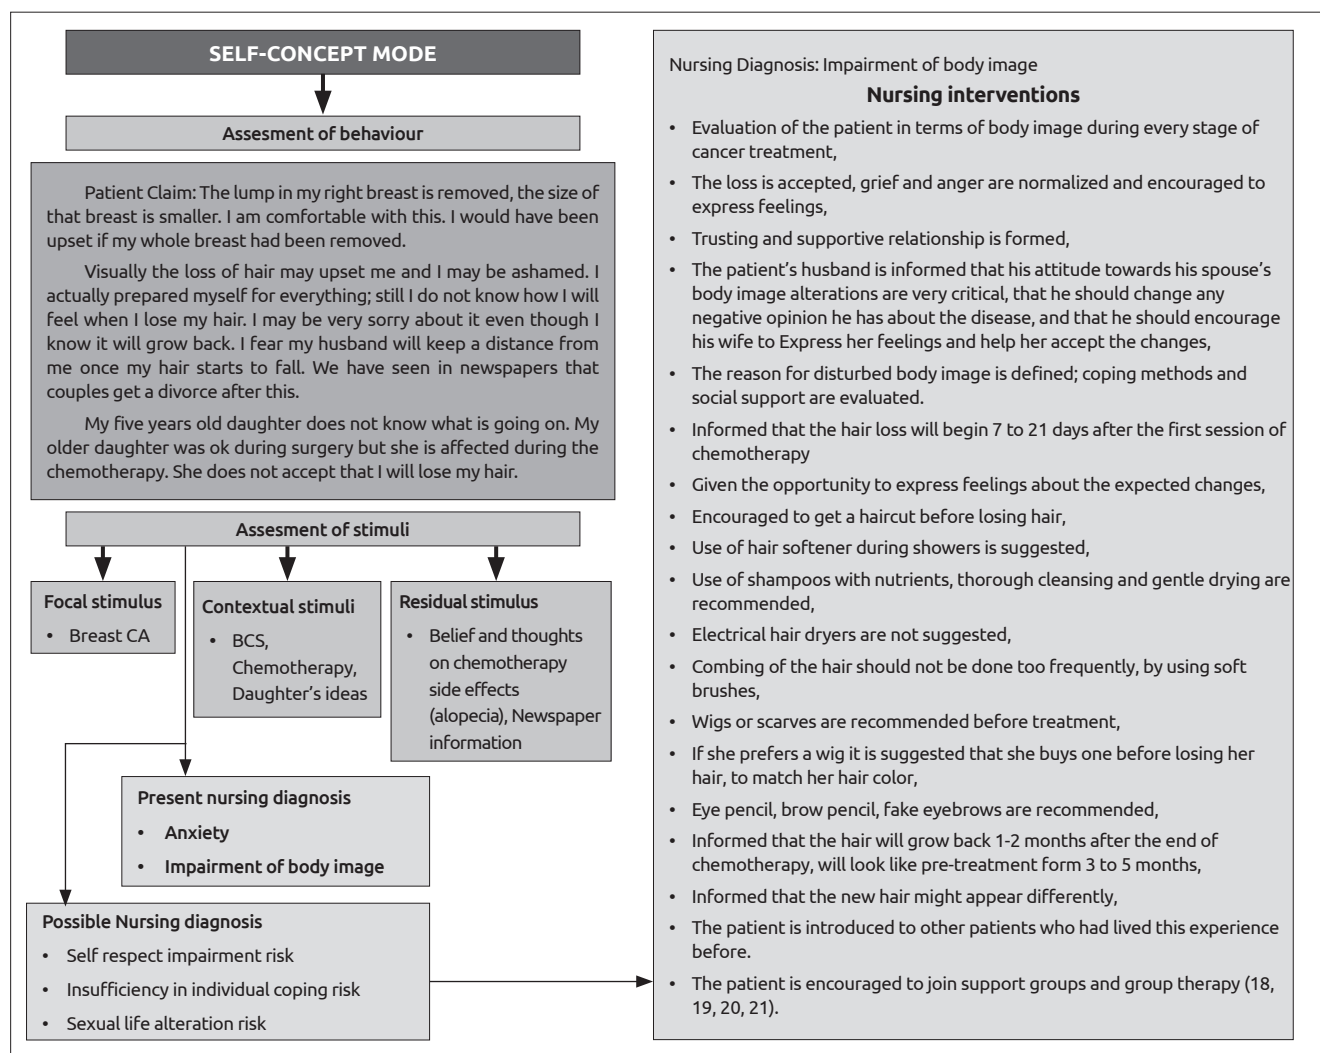 SELF-CONCEPT MODE
Assesment of behaviour
Patient Claim: The lump in my right breast is removed, the size of
that breast is smaller. I am comfortable with this. I would have been
upset if my whole breast had been removed.
Visually the loss of hair may upset me and I may be ashamed. I
actually prepared myself for everything; still I do not know how I will
feel when I lose my hair. I may be very sorry about it even though I
know it will grow back. I fear my husband will keep a distance from
me once my hair starts to fall. We have seen in newspapers that
couples get a divorce after this.
My five years old daughter does not know what is going on. My
older daughter was ok during surgery but she is affected during the
chemotherapy. She does not accept that I will lose my hair.
Assesment of stimuli
Focal stimulus
• Breast CA
Contextual stimuli
• BCS,
Chemotherapy,
Daughter's ideas
Residual stimulus
• Belief and thoughts
on chemotherapy
side effects
(alopecia), Newspaper
information
Present nursing diagnosis
• Anxiety
• Impairment of body image
Possible Nursing diagnosis
• Self respect impairment risk
• Insufficiency in individual coping risk
• Sexual life alteration risk
Nursing Diagnosis: Impairment of body image
Nursing interventions
• Evaluation of the patient in terms of body image during every stage of
cancer treatment,
• The loss is accepted, grief and anger are normalized and encouraged to
express feelings,
• Trusting and supportive relationship is formed,
• The patient's husband is informed that his attitude towards his spouse's
body image alterations are very critical, that he should change any
negative opinion he has about the disease, and that he should encourage
his wife to Express her feelings and help her accept the changes,
• The reason for disturbed body image is defined; coping methods and
social support are evaluated.
• Informed that the hair loss will begin 7 to 21 days after the first session of
chemotherapy
• Given the opportunity to express feelings about the expected changes,
• Encouraged to get a haircut before losing hair,
• Use of hair softener during showers is suggested,
• Use of shampoos with nutrients, thorough cleansing and gentle drying are
recommended,
• Electrical hair dryers are not suggested,
• Combing of the hair should not be done too frequently, by using soft
brushes,
• Wigs or scarves are recommended before treatment,
• If she prefers a wig it is suggested that she buys one before losing her
hair, to match her hair color,
• Eye pencil, brow pencil, fake eyebrows are recommended,
• Informed that the hair will grow back 1-2 months after the end of
chemotherapy, will look like pre-treatment form 3 to 5 months,
• Informed that the new hair might appear differently,
• The patient is introduced to other patients who had lived this experience
before.
• The patient is encouraged to join support groups and group therapy (18,
19, 20, 21).